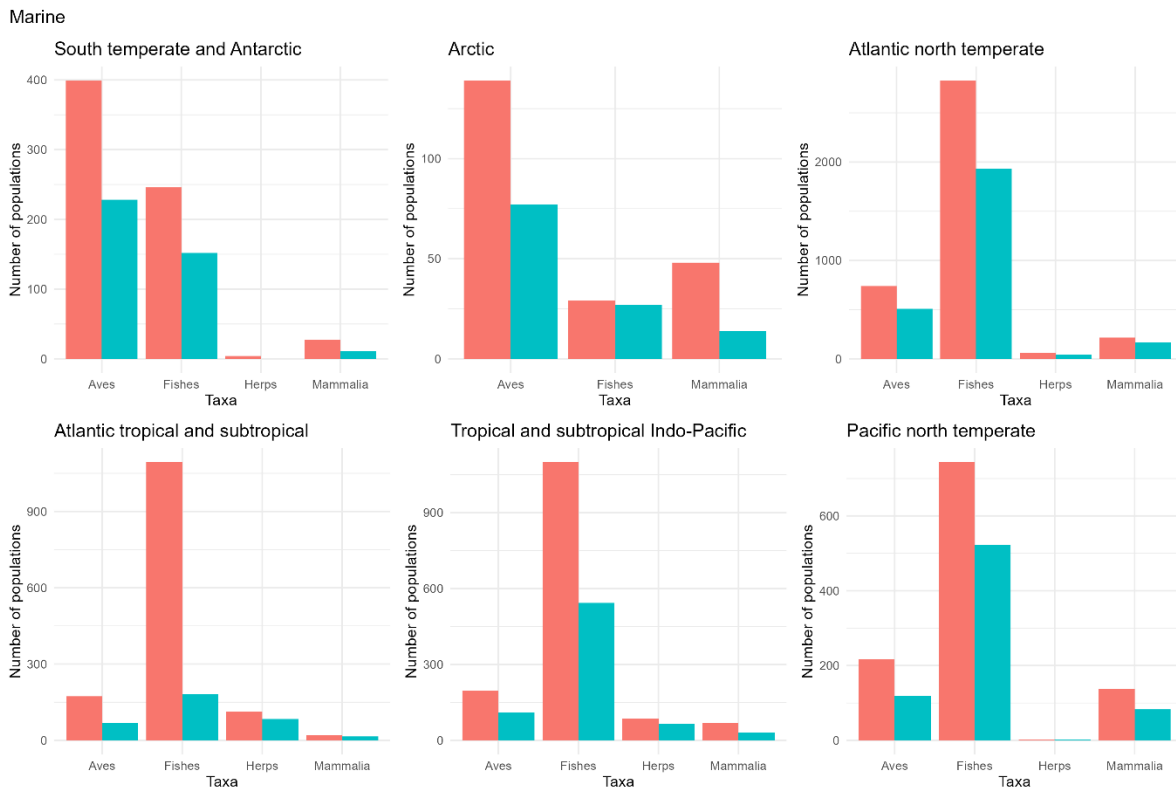 Marine
South temperate and Antarctic
Number of populations
400
300
200
100
0
Aves Fishes Herps Mammalia
Taxa
Arctic
Number of populations
100
50
0
Aves Fishes Mammalia
Taxa
Atlantic north temperate
Number of populations
2000
1000
0
Aves Fishes Herps Mammalia
Taxa
Atlantic tropical and subtropical
Number of populations
900
600
300
0
Aves Fishes Herps Mammalia
Taxa
Tropical and subtropical Indo-Pacific
Number of populations
900
600
300
0
Aves Fishes Herps Mammalia
Taxa
Pacific north temperate
Number of populations
600
400
200
0
Aves Fishes Herps Mammalia
Taxa